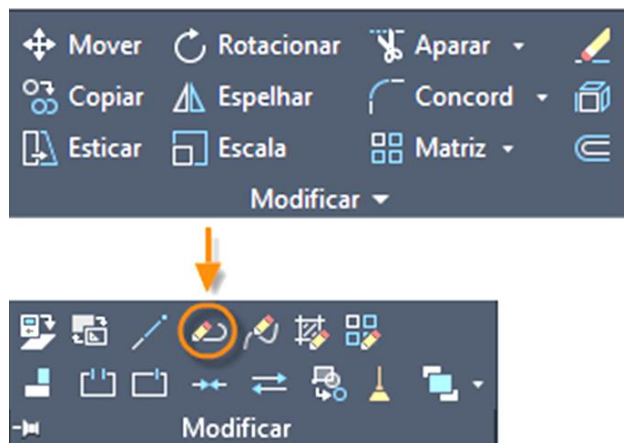 Mover Rotacionar Aparar
Copiar Espelhar Concord
Esticar Escala Matriz
Modificar
Modificar